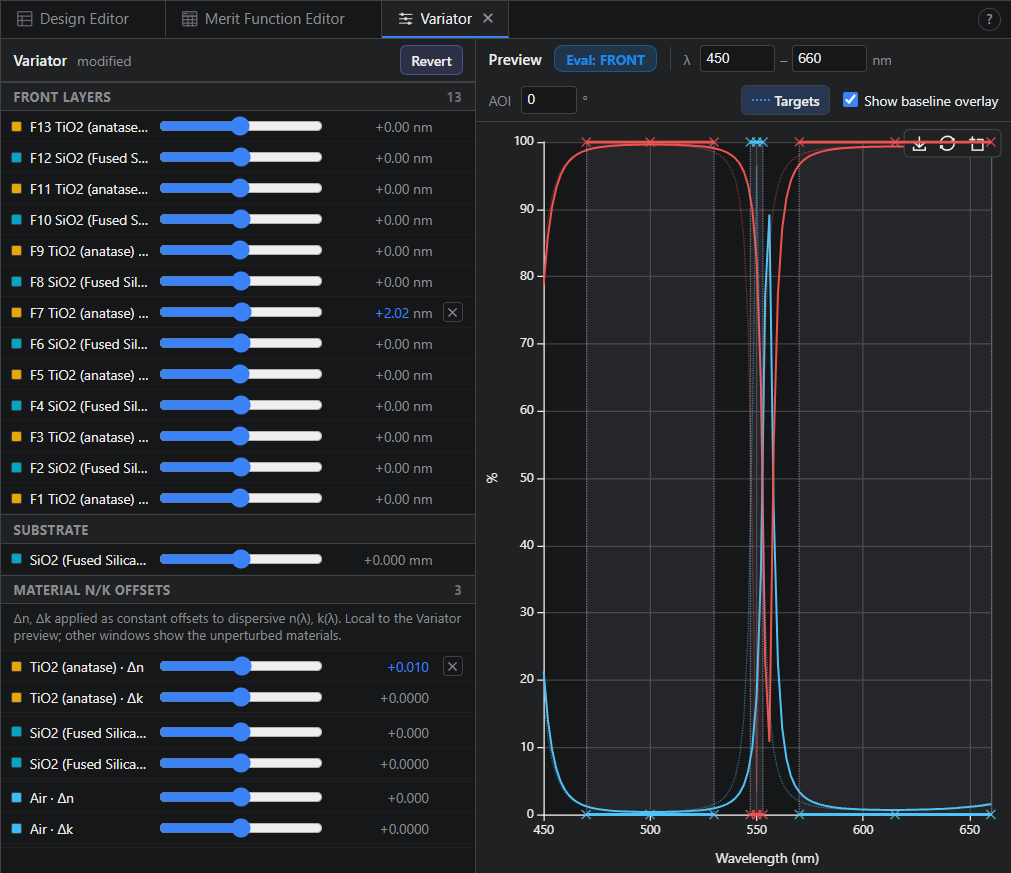 Design Editor
Merit Function Editor
Variator
?
Variator modified
Revert
FRONT LAYERS 13
F13 TiO2 (anatase... +0.00 nm
F12 SiO2 (Fused S... +0.00 nm
F11 TiO2 (anatase... +0.00 nm
F10 SiO2 (Fused S... +0.00 nm
F9 TiO2 (anatase) ... +0.00 nm
F8 SiO2 (Fused Sil... +0.00 nm
F7 TiO2 (anatase) ... +2.02 nm
F6 SiO2 (Fused Sil... +0.00 nm
F5 TiO2 (anatase) ... +0.00 nm
F4 SiO2 (Fused Sil... +0.00 nm
F3 TiO2 (anatase) ... +0.00 nm
F2 SiO2 (Fused Sil... +0.00 nm
F1 TiO2 (anatase) ... +0.00 nm
SUBSTRATE
SiO2 (Fused Silica... +0.000 mm
MATERIAL N/K OFFSETS 3
Δn, Δk applied as constant offsets to dispersive n(λ), k(λ). Local to the Variator
preview; other windows show the unperturbed materials.
TiO2 (anatase) · Δn +0.010
TiO2 (anatase) · Δk +0.0000
SiO2 (Fused Silica... +0.000
SiO2 (Fused Silica... +0.0000
Air · Δn +0.000
Air · Δk +0.0000
Preview Eval: FRONT λ 450 – 660 nm
AOI 0 °
Targets Show baseline overlay
100
90
80
70
60
50
40
30
20
10
0
%
450 500 550 600 650
Wavelength (nm)